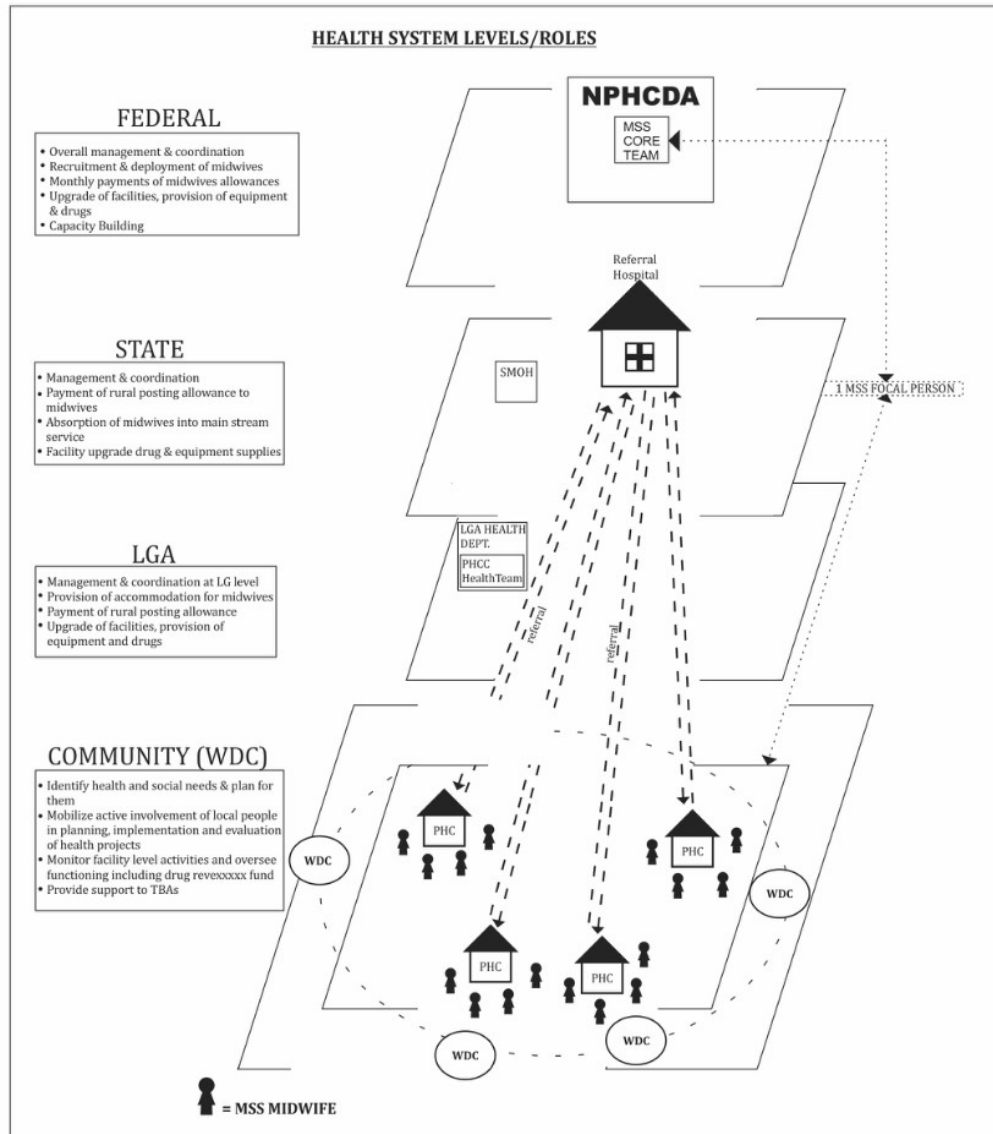 HEALTH SYSTEM LEVELS/ROLES
FEDERAL
• Overall management & coordination
• Recruitment & deployment of midwives
• Monthly payments of midwives allowances
• Upgrade of facilities, provision of equipment
& drugs
• Capacity Building
NPHCDA
MSS
CORE
TEAM
Referral
Hospital
STATE
• Management & coordination
• Payment of rural posting allowance to
midwives
• Absorption of midwives into main stream
service
• Facility upgrade drug & equipment supplies
SMOH
1 MSS FOCAL PERSON
LGA
• Management & coordination at LG level
• Provision of accommodation for midwives
• Payment of rural posting allowance
• Upgrade of facilities, provision of
equipment and drugs
LGA HEALTH
DEPT.
PHCC
HealthTeam
referral
referral
COMMUNITY (WDC)
• Identify health and social needs & plan for
them
• Mobilize active involvement of local people
in planning, implementation and evaluation
of health projects
• Monitor facility level activities and oversee
functioning including drug revexxxxx fund
• Provide support to TBAs
PHC
PHC
WDC
WDC
PHC
PHC
WDC
WDC
= MSS MIDWIFE